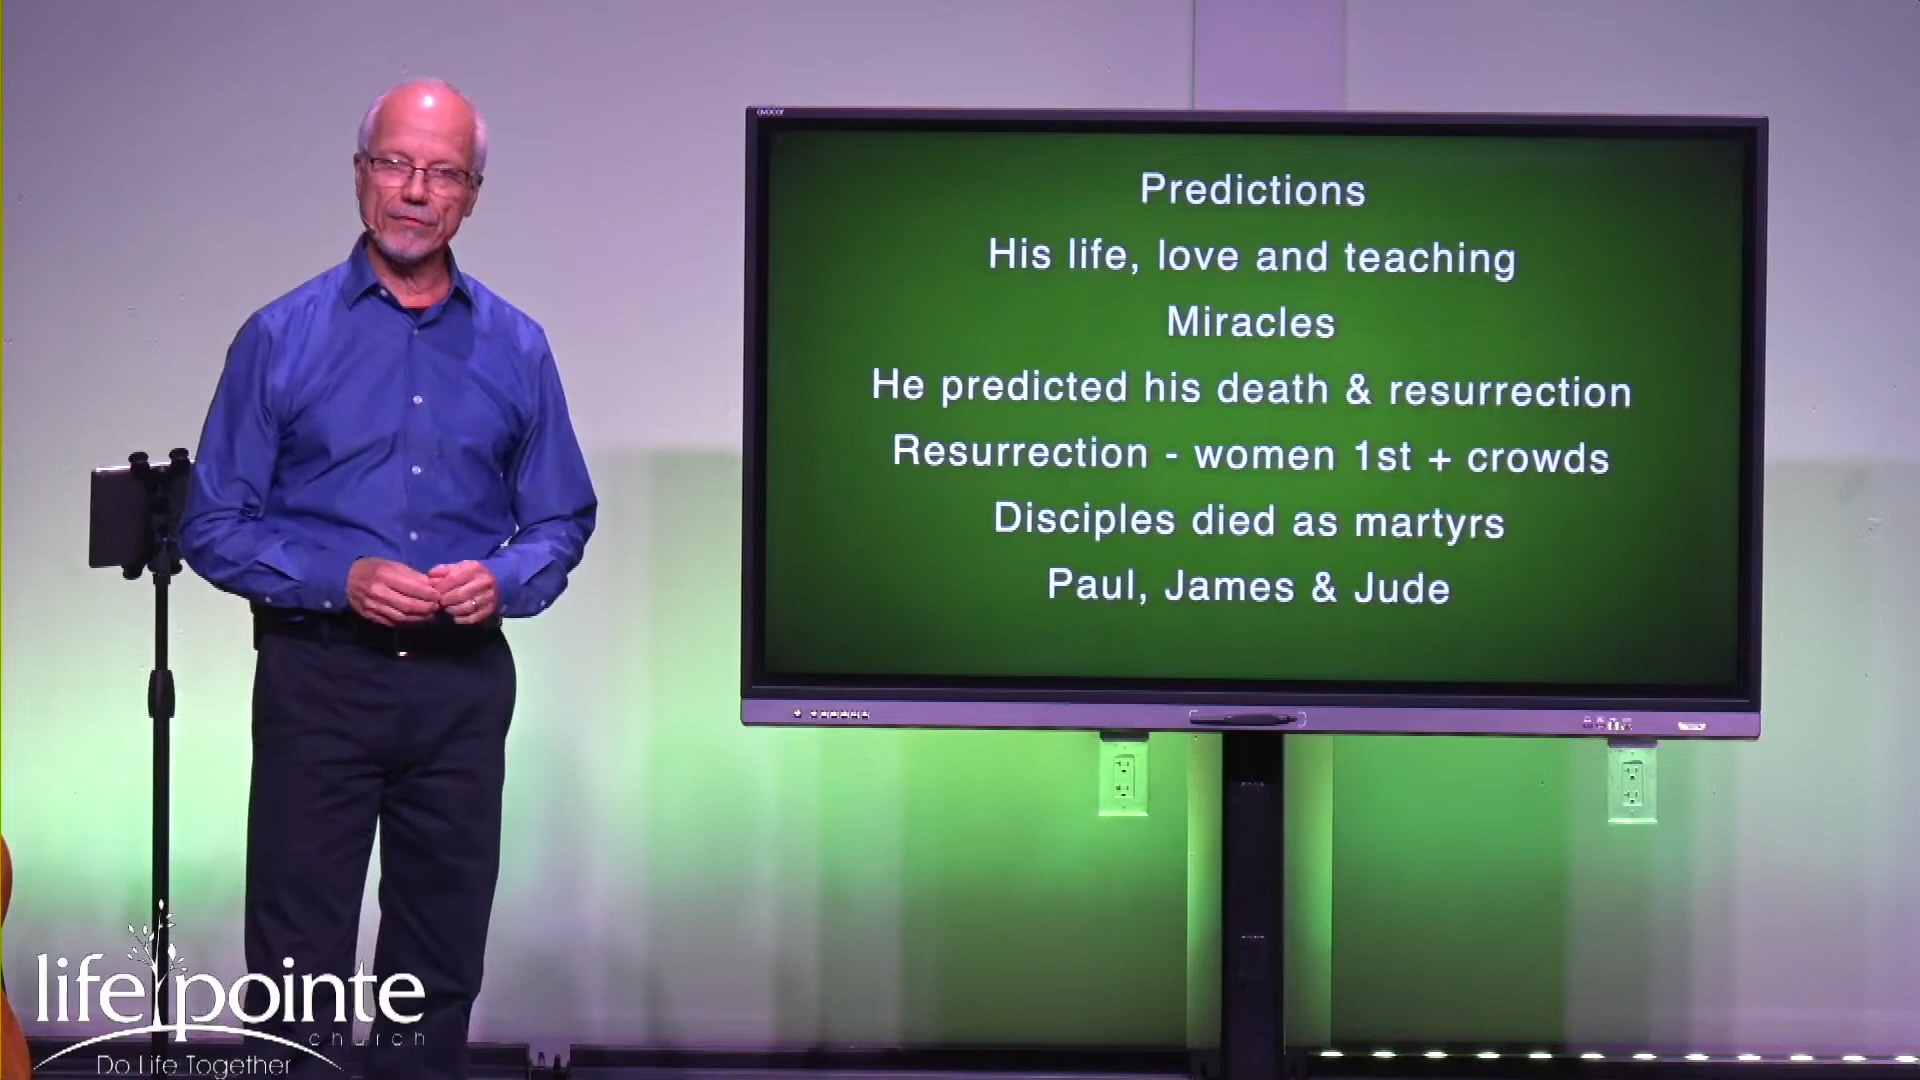 Predictions
His life, love and teaching
Miracles
He predicted his death & resurrection
Resurrection - women 1st + crowds
Disciples died as martyrs
Paul, James & Jude
life pointe
church
Do Life Together